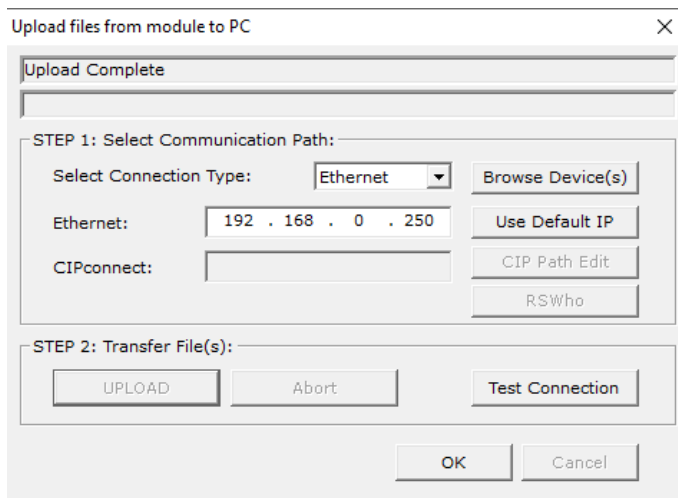 Upload files from module to PC
Upload Complete
STEP 1: Select Communication Path:
Select Connection Type: Ethernet Browse Device(s)
Ethernet: 192 . 168 . 0 . 250 Use Default IP
CIPconnect: CIP Path Edit
RSWho
STEP 2: Transfer File(s):
UPLOAD Abort Test Connection
OK Cancel